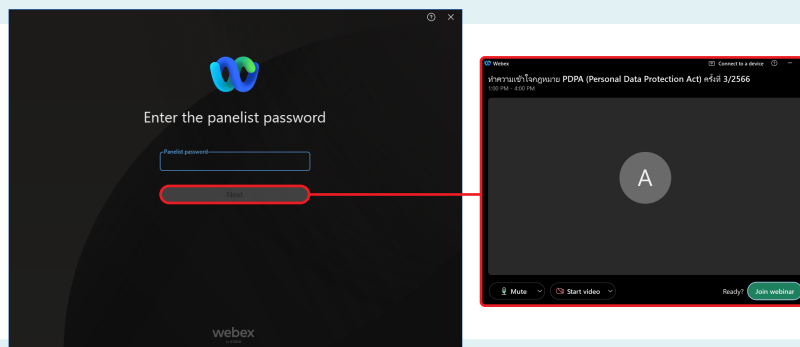 Enter the panelist password
Panelist password
Next
webex
Webex
Connect to a device
ทำความเข้าใจกฎหมาย PDPA (Personal Data Protection Act) ครั้งที่ 3/2566
1:00 PM - 4:00 PM
A
Mute
Start video
Ready?
Join webinar